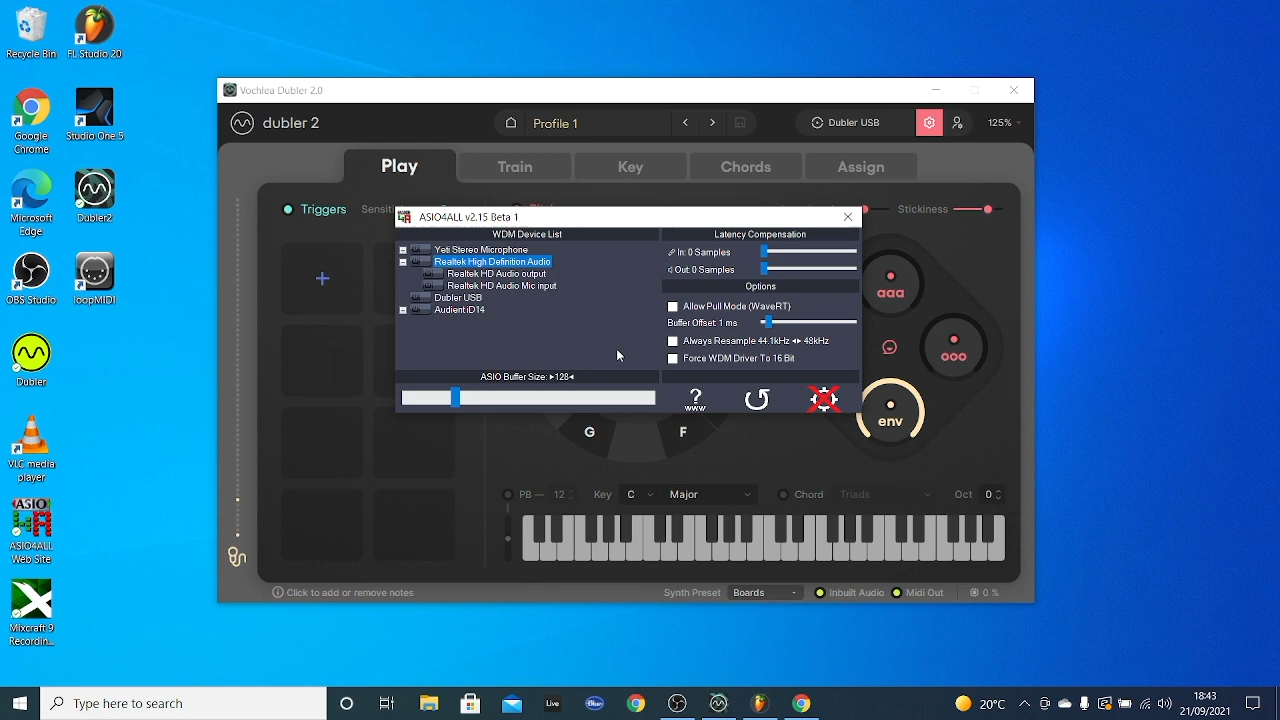 Recycle Bin
FL Studio 20
Google
Chrome
Studio One 5
Microsoft
Edge
Dubler2
OBS Studio
loopMIDI
Dubler
VLC media
player
ASIO
ASIO4ALL
Web Site
Mixcraft 9
Recordin...
Vochlea Dubler 2.0
dubler 2
Profile 1
Dubler USB
125%
Play
Train
Key
Chords
Assign
Triggers
Stickiness
ASIO4ALL v2.15 Beta 1
WDM Device List
Yeti Stereo Microphone
Realtek High Definition Audio
Realtek HD Audio output
Realtek HD Audio Mic input
Dubler USB
Audient iD14
ASIO Buffer Size: ►128◄
Latency Compensation
In: 0 Samples
Out: 0 Samples
Options
Allow Pull Mode (WaveRT)
Buffer Offset: 1 ms
Always Resample 44.1kHz ◄► 48kHz
Force WDM Driver To 16 Bit
?
www
aaa
ooo
env
G
F
PB — 12
Key
C
Major
Chord
Triads
Oct
0
Click to add or remove notes
Synth Preset
Boards
Inbuilt Audio
Midi Out
0 %
Type here to search
Live
Blue
20°C
18:43
21/09/2021